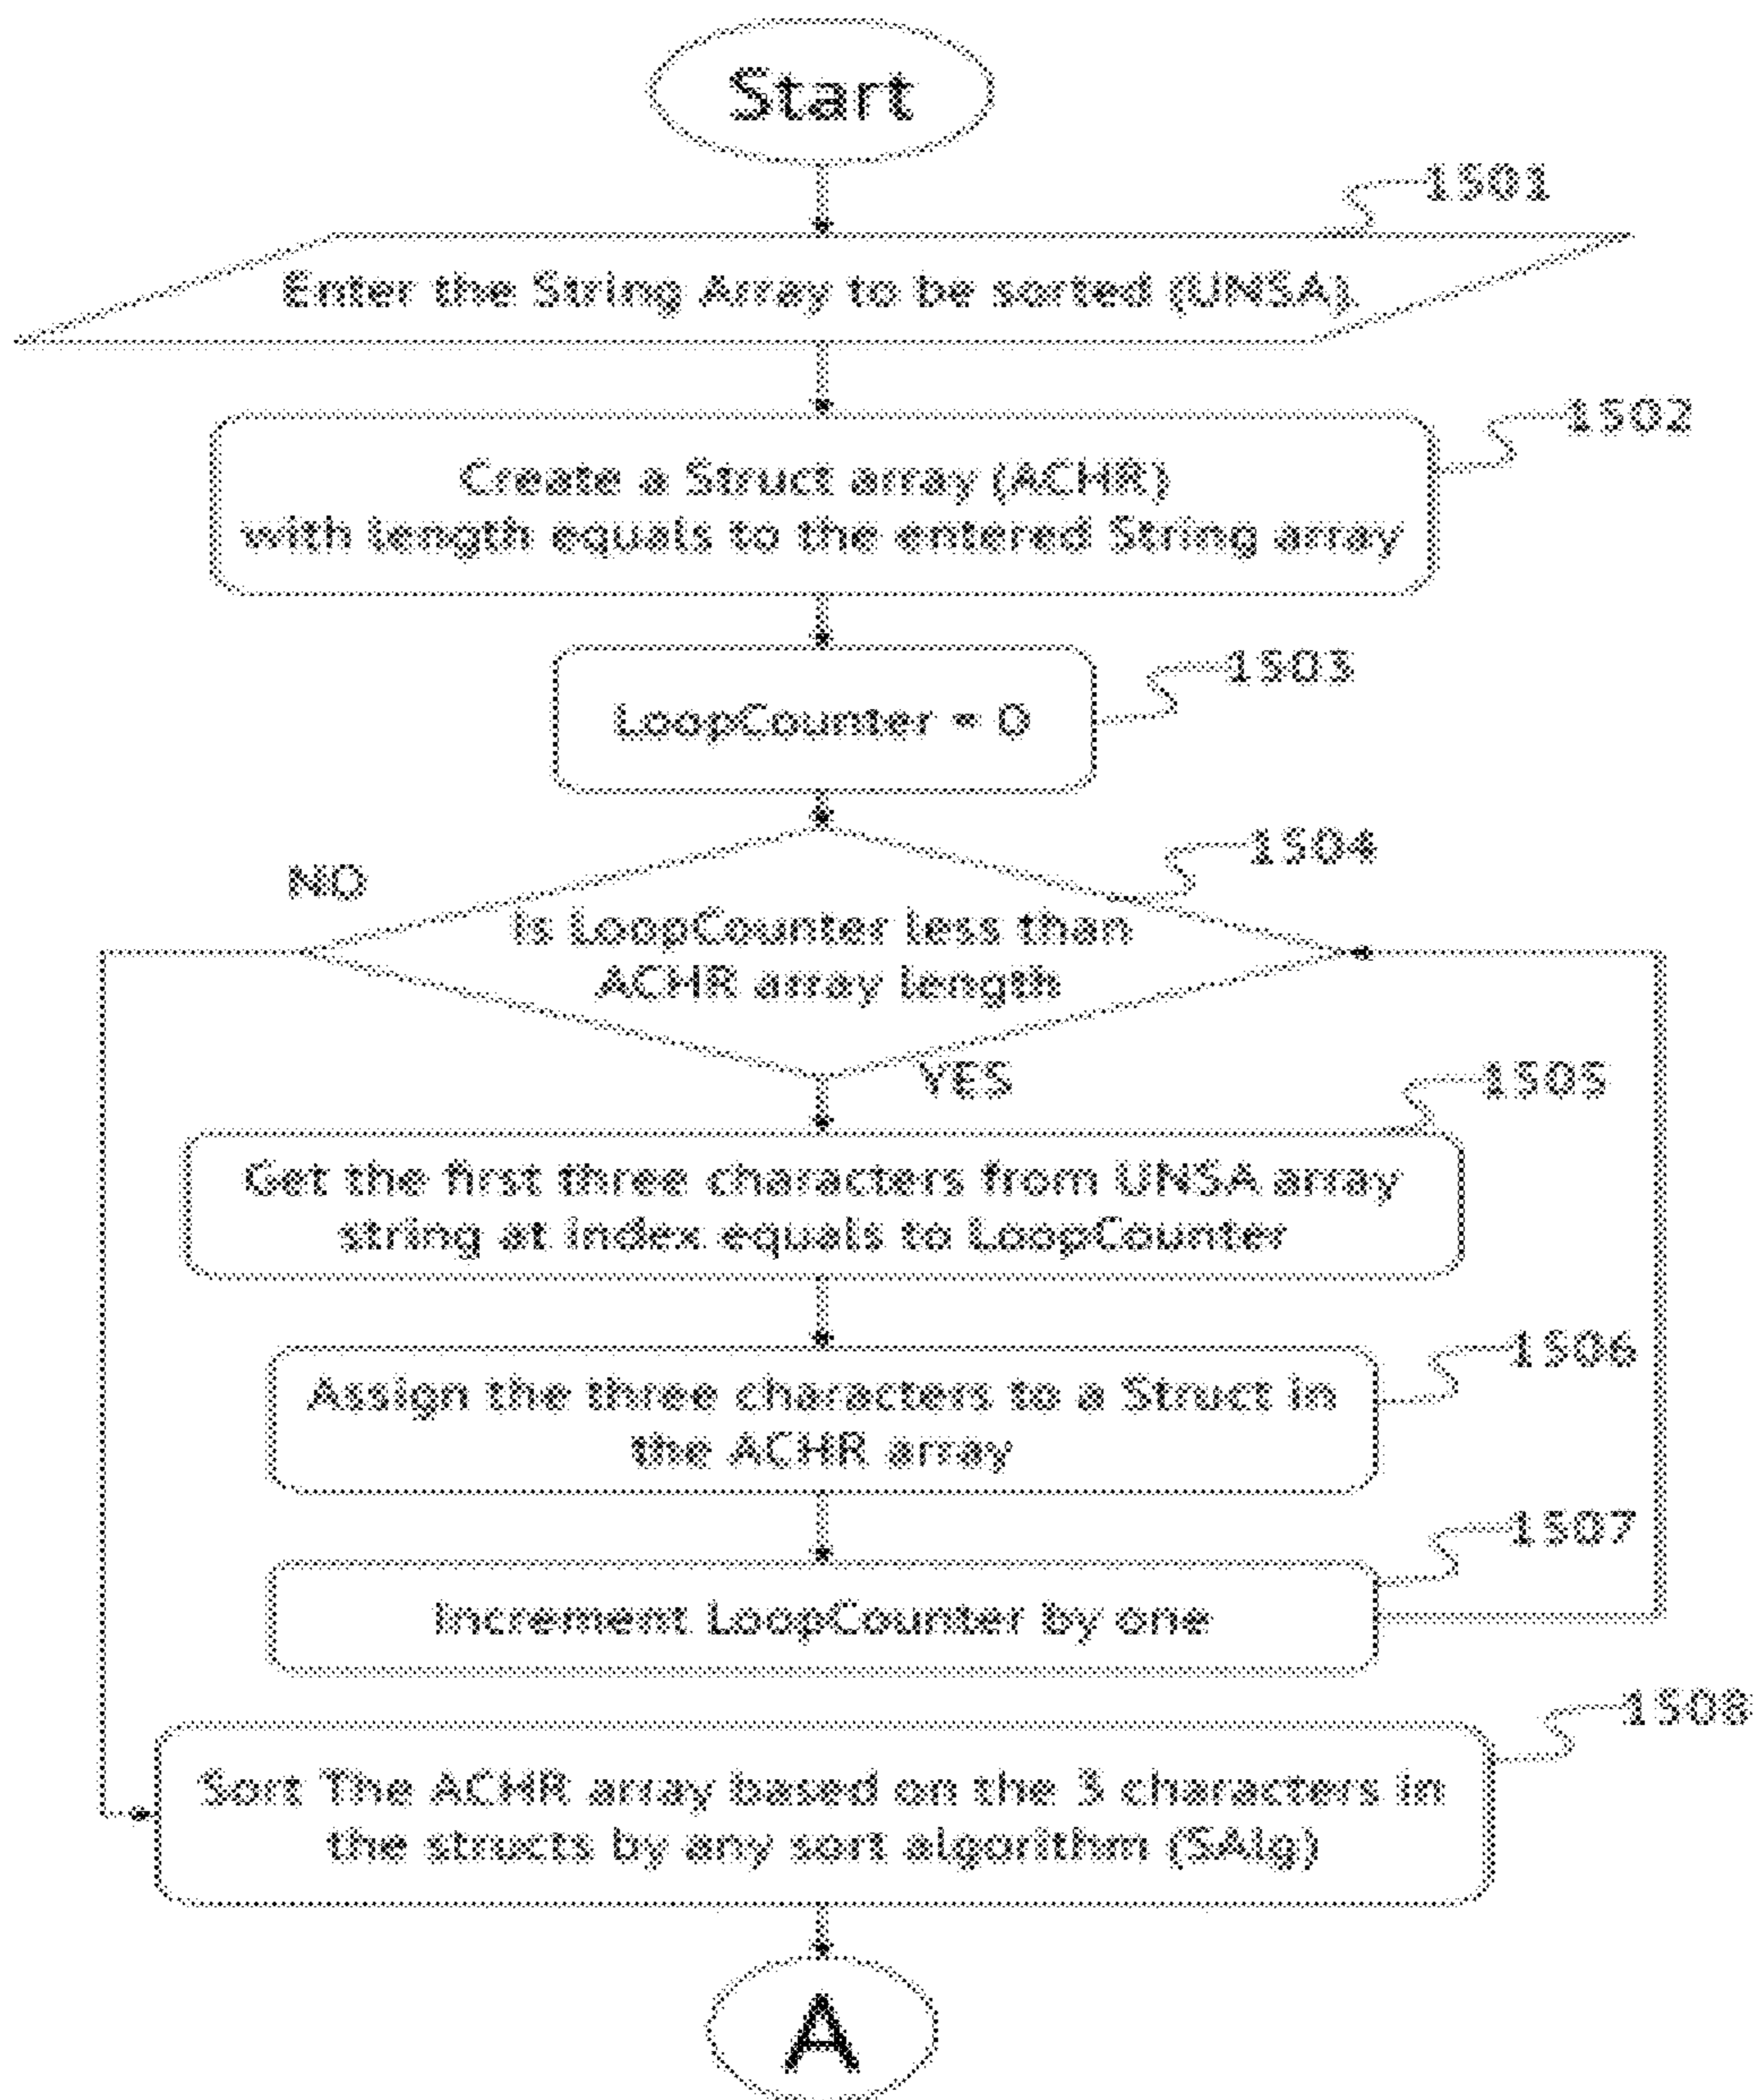 Start
1501
Enter the String Array to be sorted (UNSA)
1502
Create a Struct array (ACHR)
with length equals to the entered String array
1503
LoopCounter = 0
1504
NO
Is LoopCounter less than
ACHR array length
YES
1505
Get the first three characters from UNSA array
string at index equals to LoopCounter
1506
Assign the three characters to a Struct in
the ACHR array
1507
Increment LoopCounter by one
1508
Sort The ACHR array based on the 3 characters in
the structs by any sort algorithm (SAlg)
A